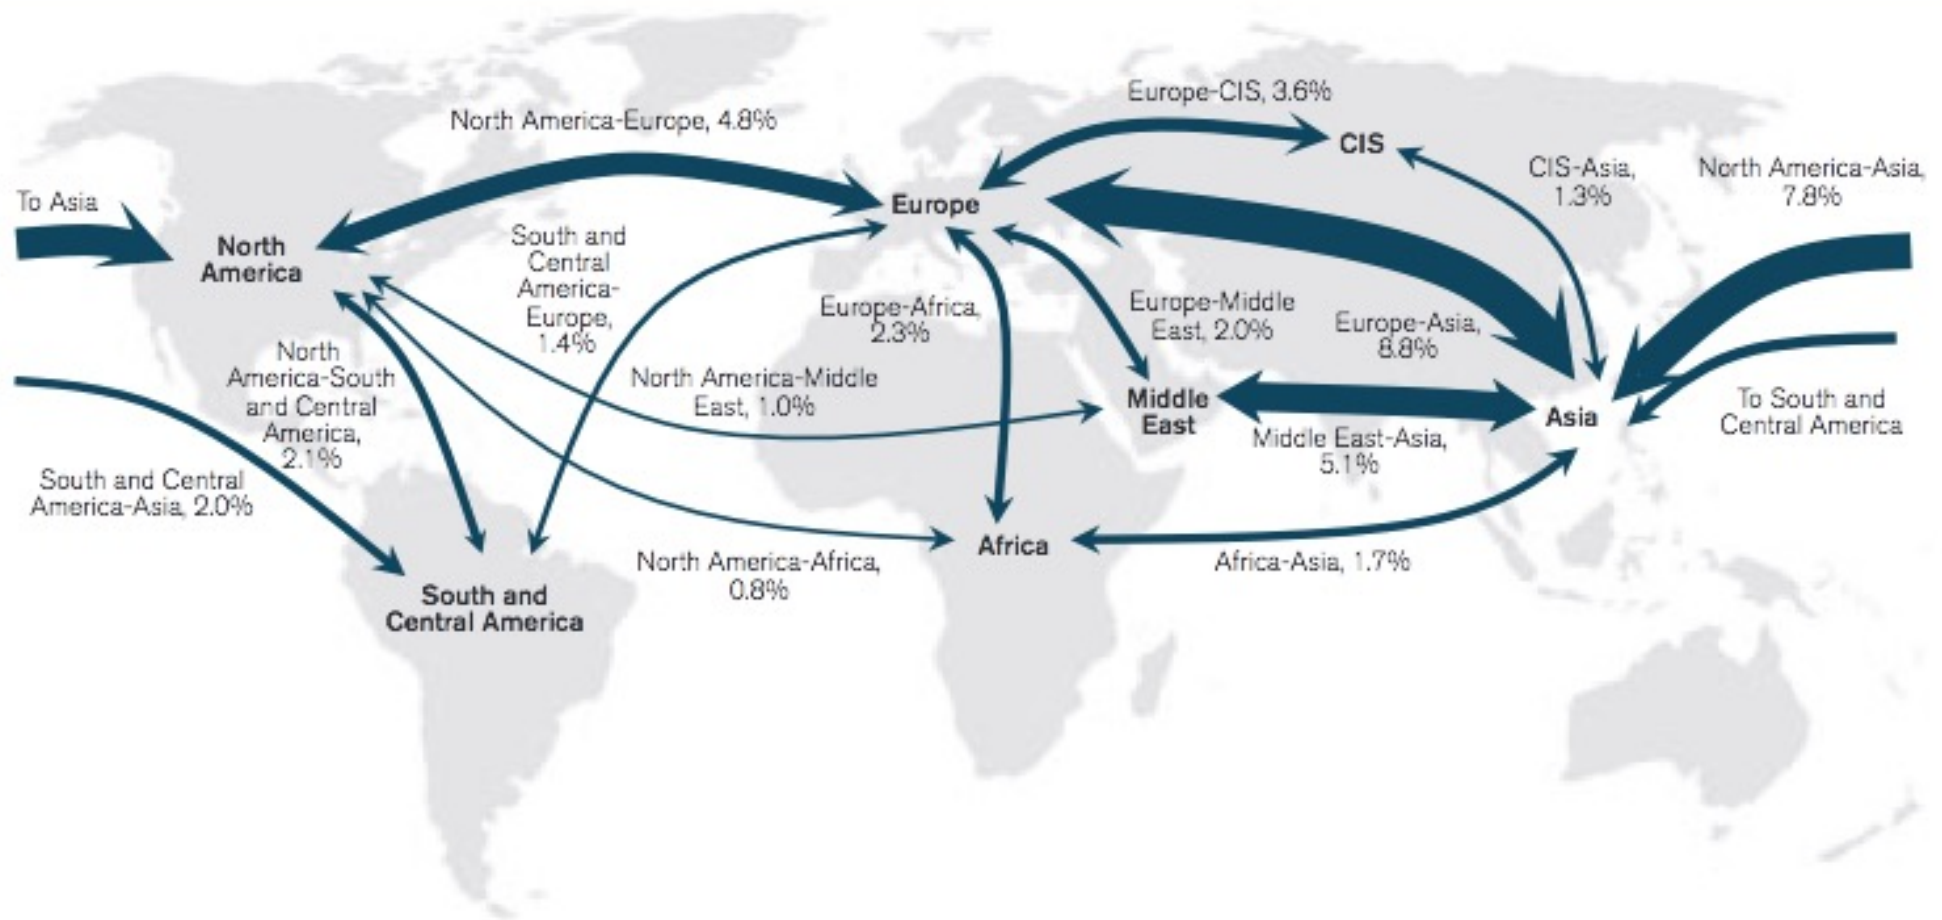 Europe-CIS, 3.6%
North America-Europe, 4.8%
CIS
CIS-Asia,
1.3%
North America-Asia,
7.8%
To Asia
Europe
North
America
South and
Central
America-
Europe,
1.4%
Europe-Africa,
2.3%
Europe-Middle
East, 2.0%
Europe-Asia,
8.8%
North
America-South
and Central
America,
2.1%
North America-Middle
East, 1.0%
Middle
East
Asia
To South and
Central America
Middle East-Asia,
5.1%
South and Central
America-Asia, 2.0%
North America-Africa,
0.8%
Africa
Africa-Asia, 1.7%
South and
Central America